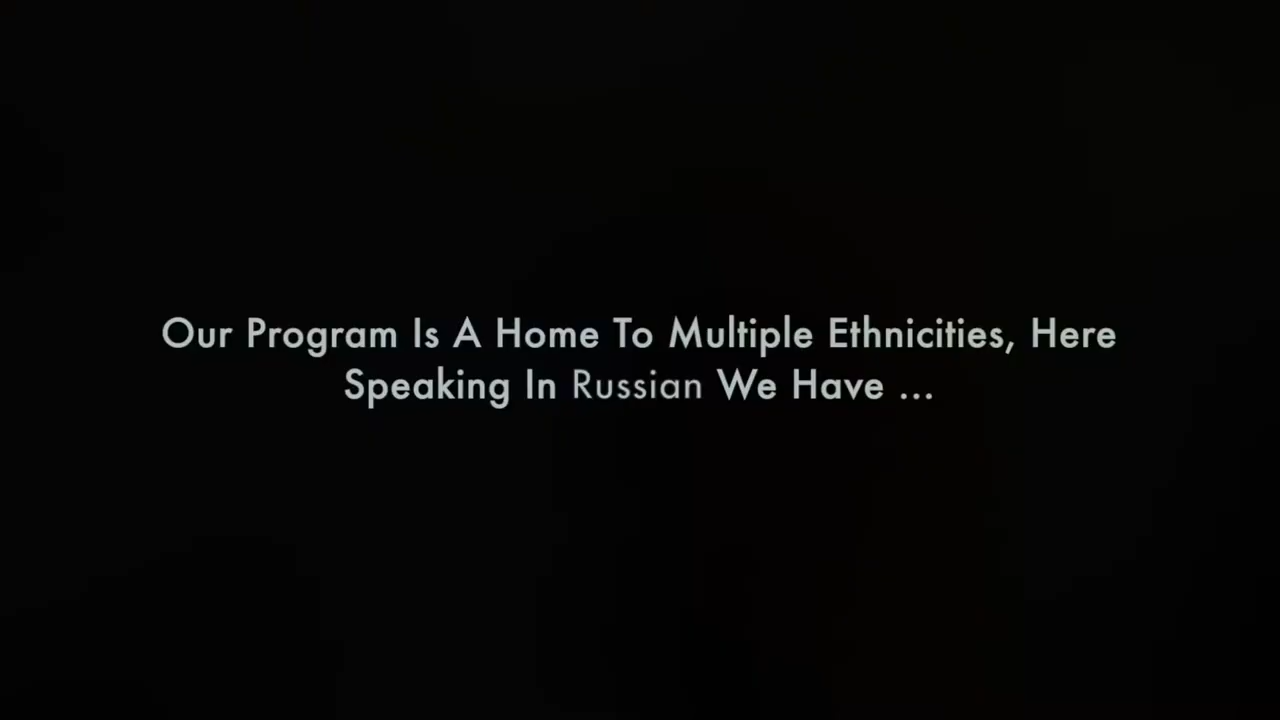 Our Program Is A Home To Multiple Ethnicities, Here
Speaking In Russian We Have ...